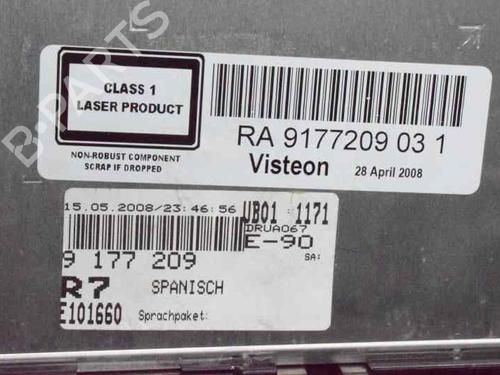 CLASS 1
LASER PRODUCT
NON-ROBUST COMPONENT
SCRAP IF DROPPED
RA 9177209 03 1
Visteon 28 April 2008
15.05.2008/23:46:56
UB01 1171
DRUA067
E-90
9 177 209
SA:
R7 SPANISCH
E101660 Sprachpaket:
B-PARTS